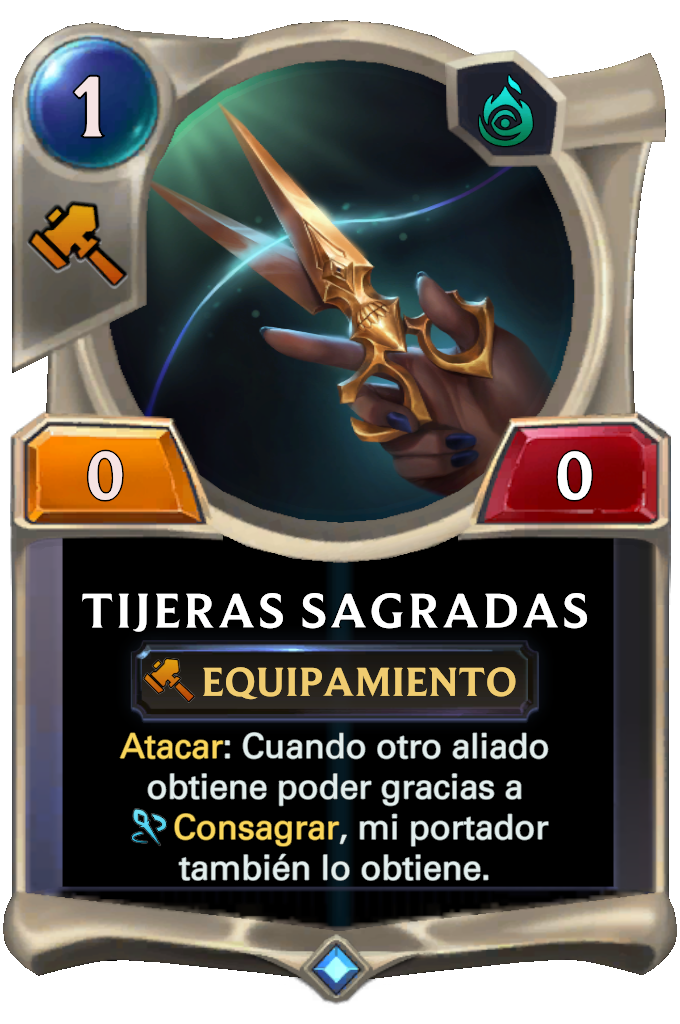 1
0
0
TIJERAS SAGRADAS
EQUIPAMIENTO
Atacar: Cuando otro aliado
obtiene poder gracias a
Consagrar, mi portador
también lo obtiene.